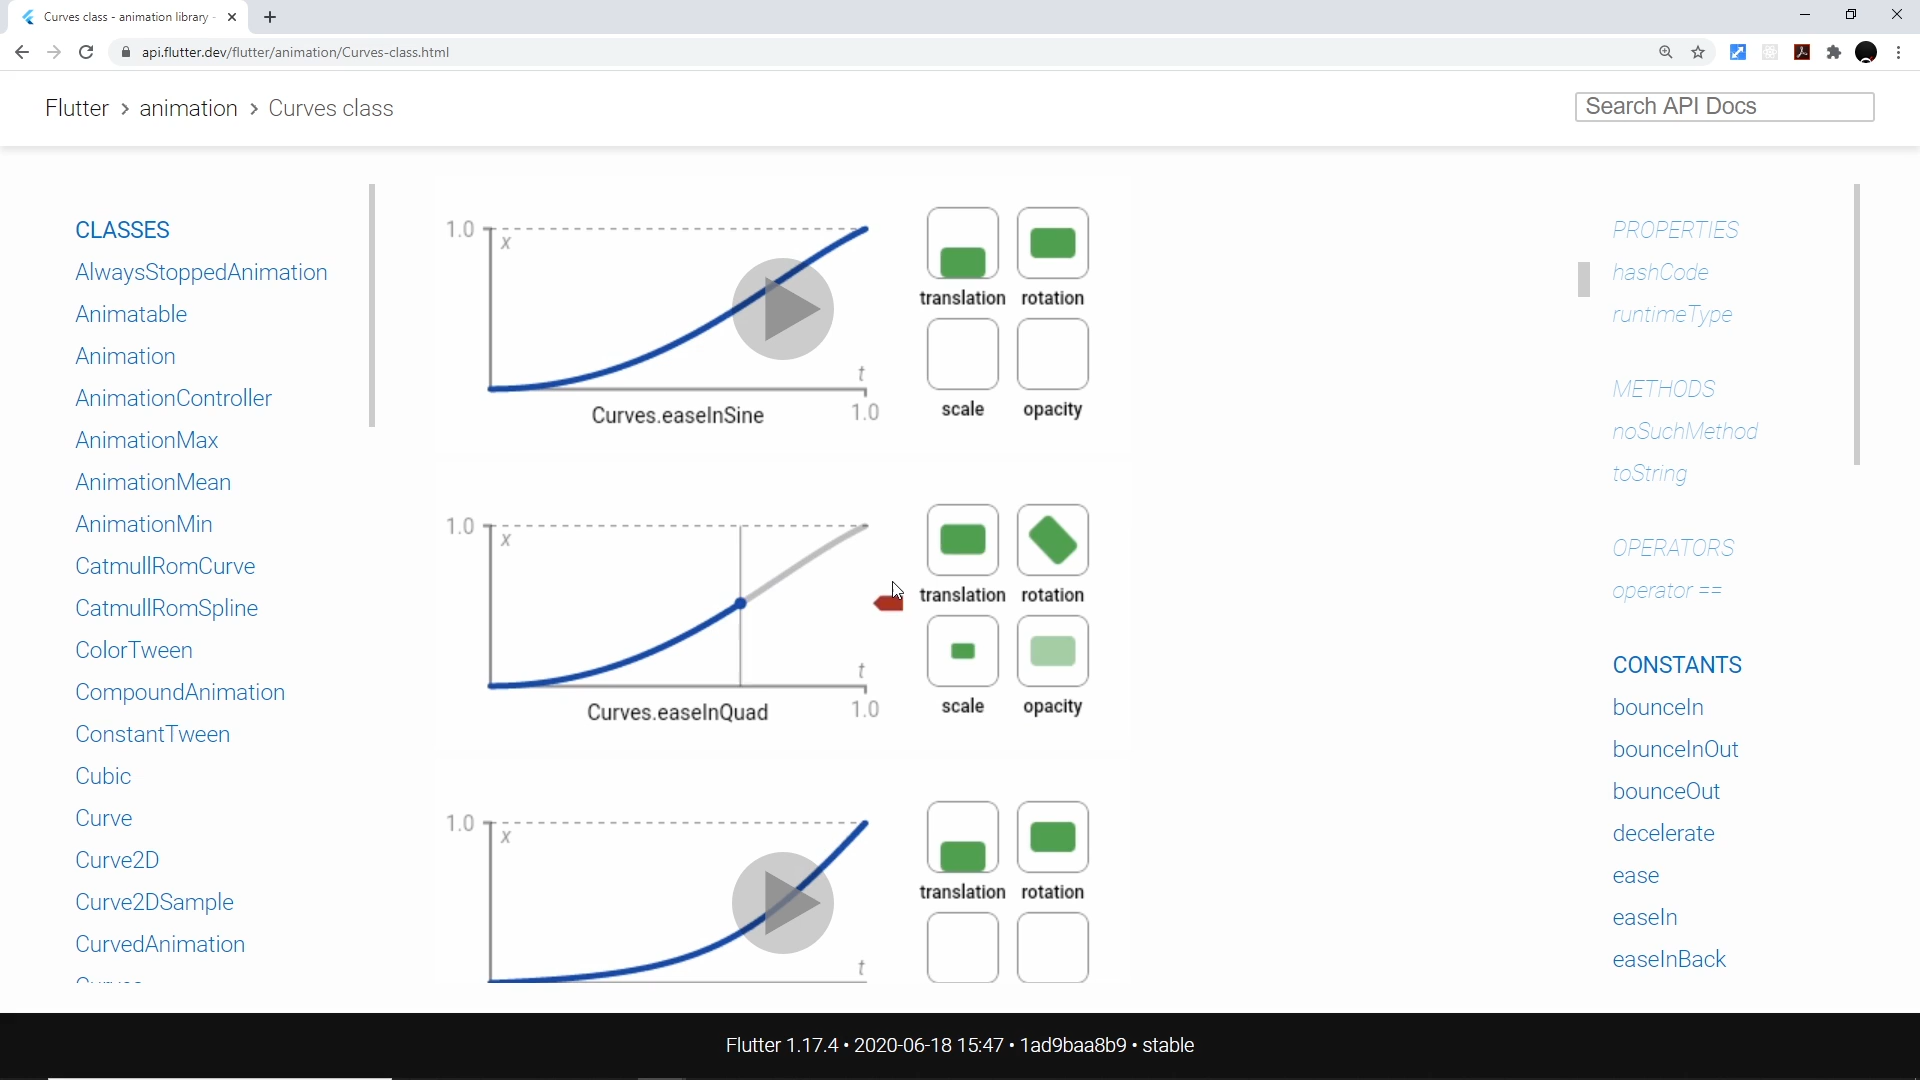 Curves class - animation library -
api.flutter.dev/flutter/animation/Curves-class.html
Flutter > animation > Curves class
Search API Docs
CLASSES
AlwaysStoppedAnimation
Animatable
Animation
AnimationController
AnimationMax
AnimationMean
AnimationMin
CatmullRomCurve
CatmullRomSpline
ColorTween
CompoundAnimation
ConstantTween
Cubic
Curve
Curve2D
Curve2DSample
CurvedAnimation
1.0
x
t
1.0
Curves.easeInSine
translation rotation
scale opacity
1.0
x
t
1.0
Curves.easeInQuad
translation rotation
scale opacity
1.0
x
t
translation rotation
PROPERTIES
hashCode
runtimeType
METHODS
noSuchMethod
toString
OPERATORS
operator ==
CONSTANTS
bounceIn
bounceInOut
bounceOut
decelerate
ease
easeIn
easeInBack
Flutter 1.17.4 • 2020-06-18 15:47 • 1ad9baa8b9 • stable